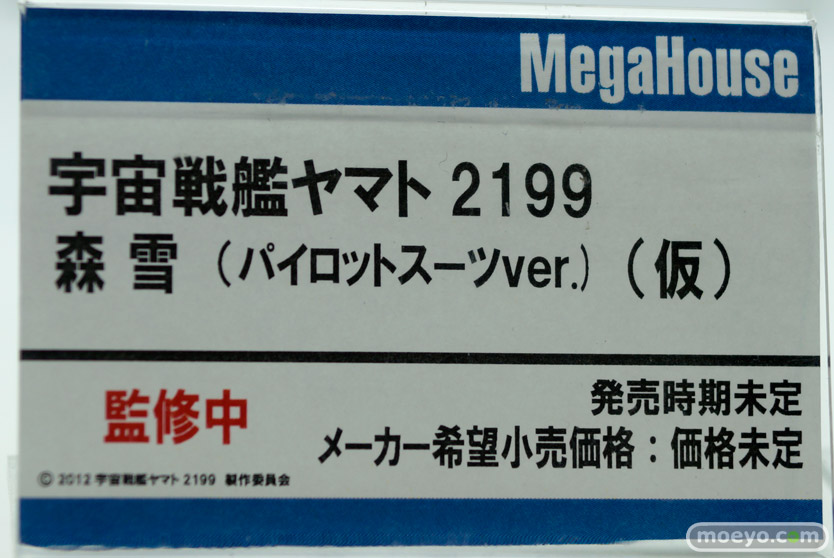 MegaHouse
宇宙戦艦ヤマト 2199
森 雪 （パイロットスーツver.）（仮）
監修中
発売時期未定
メーカー希望小売価格：価格未定
© 2012 宇宙戦艦ヤマト 2199 製作委員会
moeyo.com